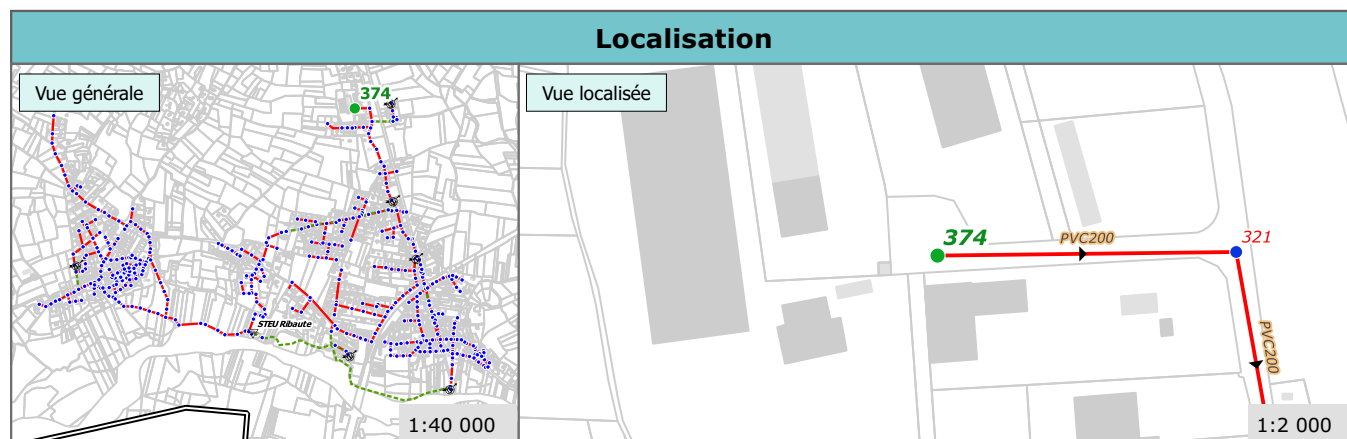 Localisation
Vue générale
374
STEU Ribaute
1:40 000
Vue localisée
374
PVC200
321
PVC200
1:2 000